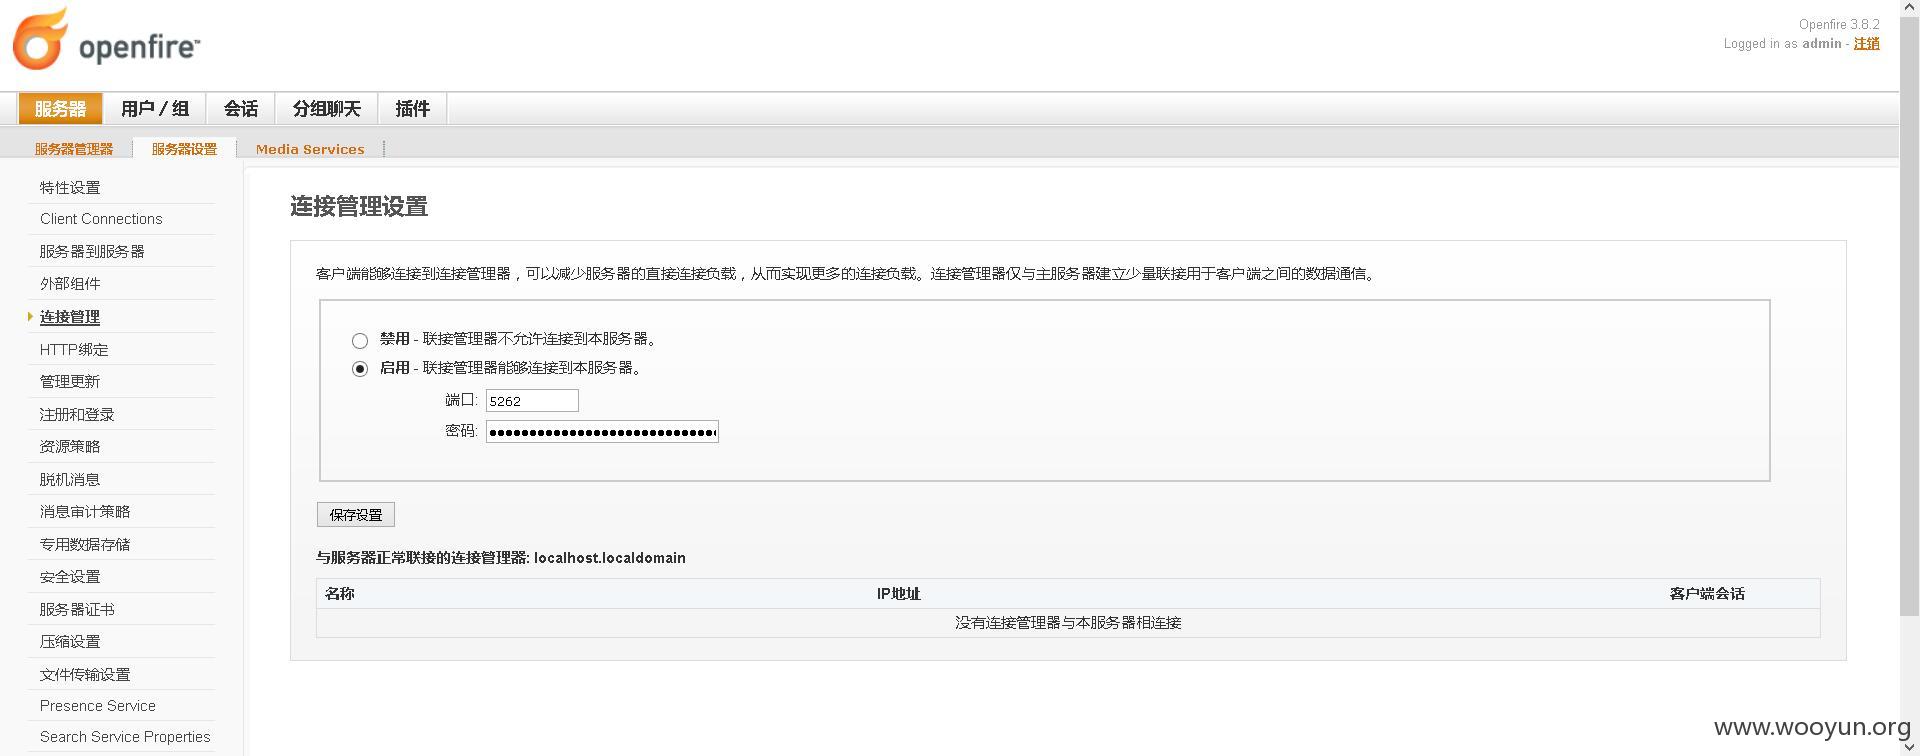 openfire™
Openfire 3.8.2
Logged in as admin - 注销
服务器 用户 / 组 会话 分组聊天 插件
服务器管理器 服务器设置 Media Services
特性设置
Client Connections
服务器到服务器
外部组件
连接管理
HTTP绑定
管理更新
注册和登录
资源策略
脱机消息
消息审计策略
专用数据存储
安全设置
服务器证书
压缩设置
文件传输设置
Presence Service
Search Service Properties
连接管理设置
客户端能够连接到连接管理器，可以减少服务器的直接连接负载，从而实现更多的连接负载。连接管理器仅与主服务器建立少量联接用于客户端之间的数据通信。
禁用 - 联接管理器不允许连接到本服务器。
启用 - 联接管理器能够连接到本服务器。
端口: 5262
密码: ●●●●●●●●●●●●●●●●●●●●●●●●●●●●●
保存设置
与服务器正常联接的连接管理器: localhost.localdomain
名称 IP地址 客户端会话
没有连接管理器与本服务器相连接
www.wooyun.org